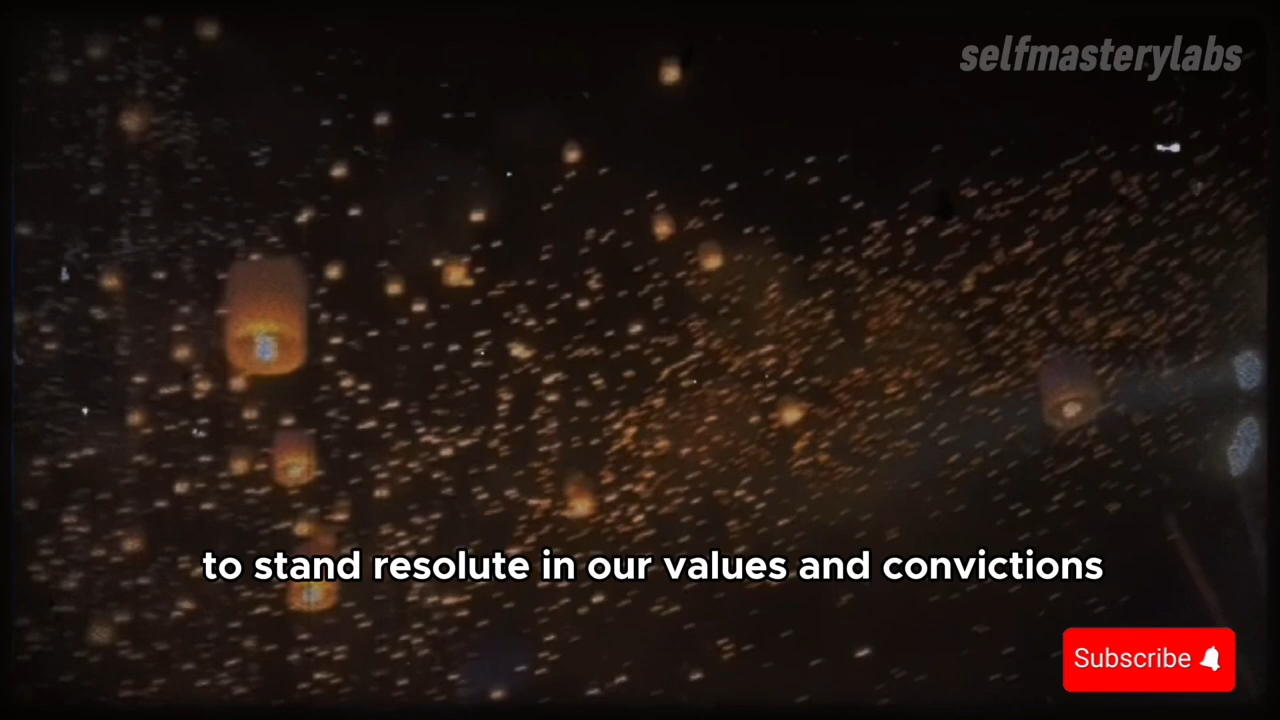 selfmasterylabs
to stand resolute in our values and convictions
Subscribe